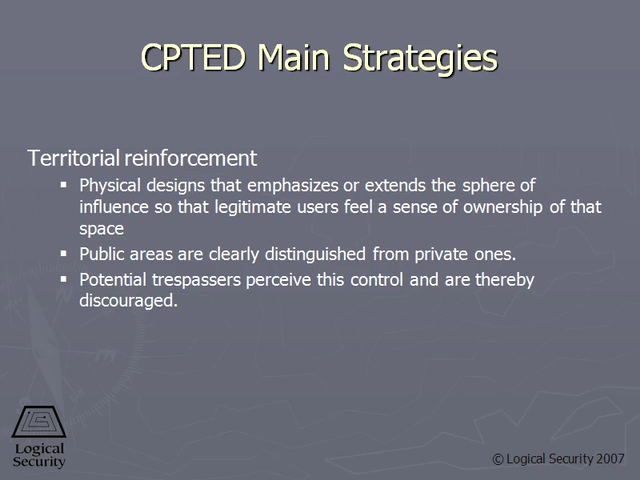 CPTED Main Strategies
Territorial reinforcement
▪ Physical designs that emphasizes or extends the sphere of
influence so that legitimate users feel a sense of ownership of that
space
▪ Public areas are clearly distinguished from private ones.
▪ Potential trespassers perceive this control and are thereby
discouraged.
Logical
Security
© Logical Security 2007